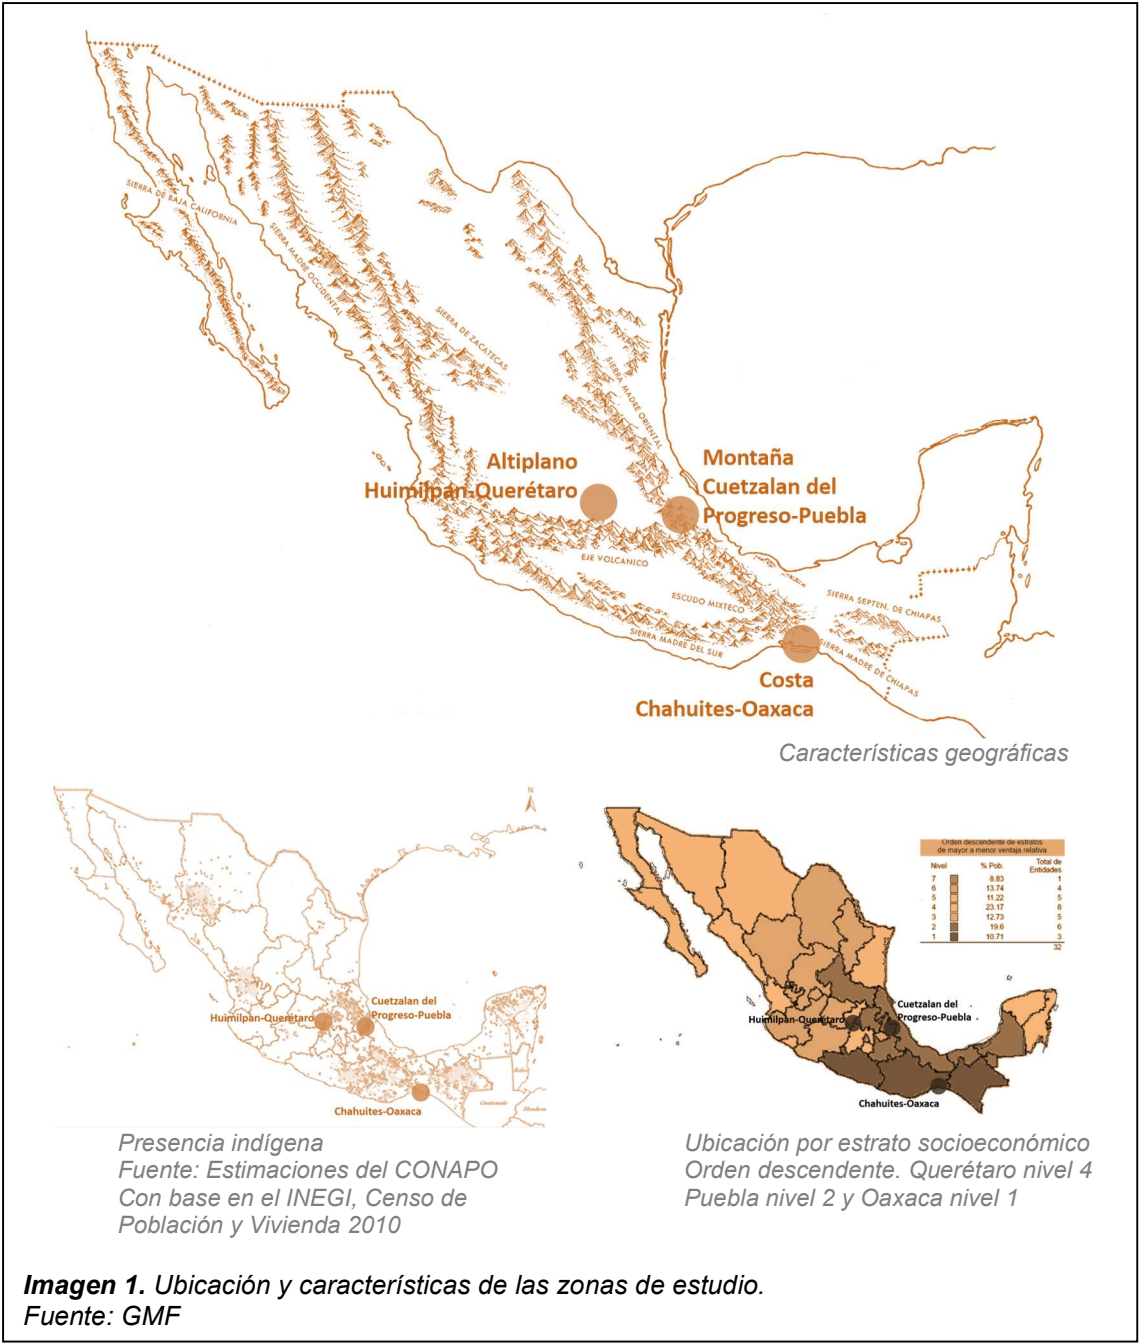 SIERRA DE BAJA CALIFORNIA
SIERRA MADRE OCCIDENTAL
SIERRA DE ZACATECAS
SIERRA MADRE ORIENTAL
Altiplano
Huimilpan-Querétaro
Montaña
Cuetzalan del
Progreso-Puebla
EJE VOLCANICO
ESCUDO MIXTECO
SIERRA SEPTEN. DE CHIAPAS
SIERRA MADRE DEL SUR
SIERRA MADRE DE CHIAPAS
Costa
Chahuites-Oaxaca
Características geográficas
N
Cuetzalan del
Progreso-Puebla
Huimilpan-Querétaro
Chahuites-Oaxaca
Guatemala
Presencia indígena
Fuente: Estimaciones del CONAPO
Con base en el INEGI, Censo de
Población y Vivienda 2010
Orden descendente de estratos
de mayor a menor ventaja relativa
Nivel % Pob. Total de
Entidades
7 8.83 1
6 13.74 4
5 11.22 5
4 23.17 8
3 12.73 5
2 19.6 6
1 10.71 3
32
Cuetzalan del
Progreso-Puebla
Huimilpan-Querétaro
Chahuites-Oaxaca
Ubicación por estrato socioeconómico
Orden descendente. Querétaro nivel 4
Puebla nivel 2 y Oaxaca nivel 1
Imagen 1. Ubicación y características de las zonas de estudio.
Fuente: GMF